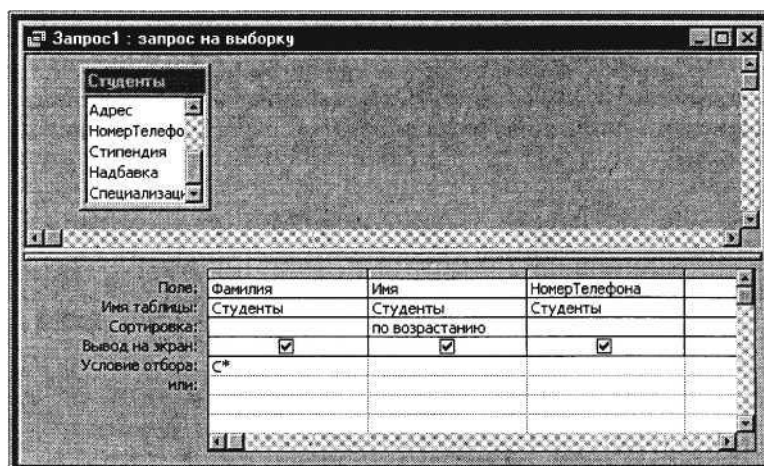 Запрос1 : запрос на выборку
Студенты
Адрес
НомерТелефо
Стипендия
Надбавка
Специализаци
Поле: Фамилия Имя НомерТелефона
Имя таблицы: Студенты Студенты Студенты
Сортировка: по возрастанию
Вывод на экран:
Условие отбора: С*
или: